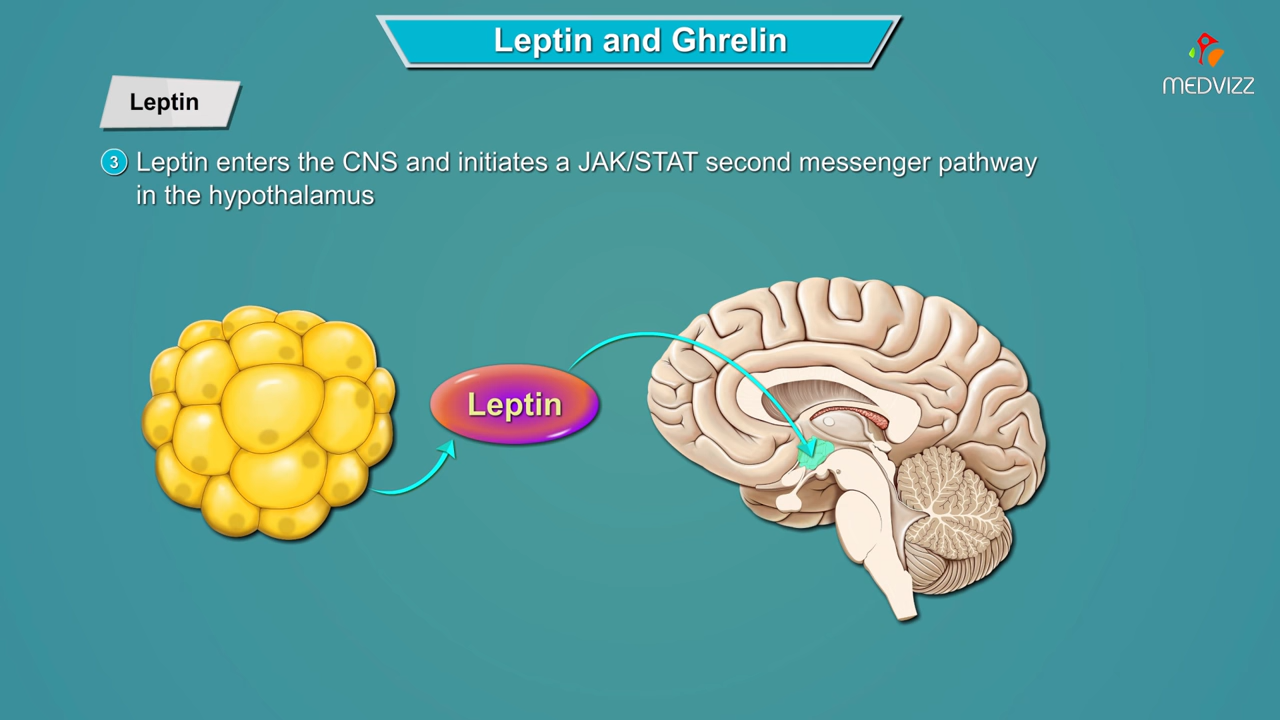 Leptin and Ghrelin
MEDVIZZ
Leptin
3 Leptin enters the CNS and initiates a JAK/STAT second messenger pathway
in the hypothalamus
Leptin